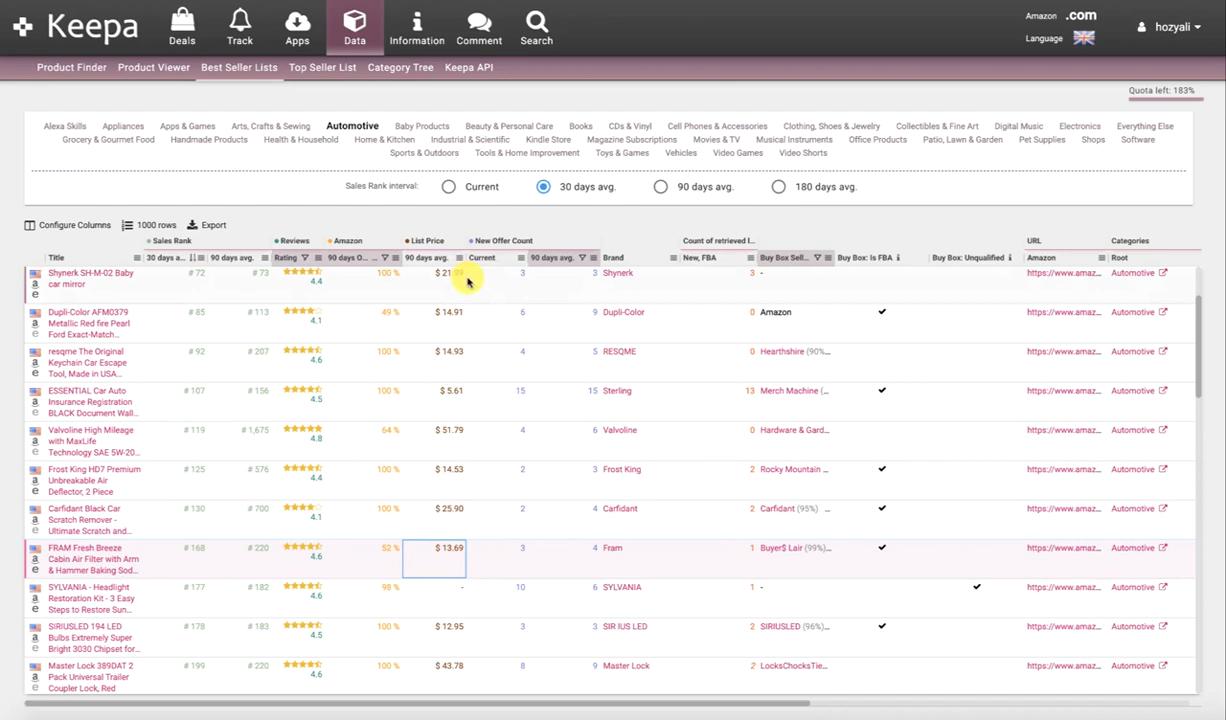 Keepa
Deals
Track
Apps
Data
Information
Comment
Search
Amazon .com
Language
hozyali
Product Finder Product Viewer Best Seller Lists Top Seller List Category Tree Keepa API
Quota left: 183%
Alexa Skills Appliances Apps & Games Arts, Crafts & Sewing Automotive Baby Products Beauty & Personal Care Books CDs & Vinyl Cell Phones & Accessories Clothing, Shoes & Jewelry Collectibles & Fine Art Digital Music Electronics Everything Else
Grocery & Gourmet Food Handmade Products Health & Household Home & Kitchen Industrial & Scientific Kindle Store Magazine Subscriptions Movies & TV Musical Instruments Office Products Patio, Lawn & Garden Pet Supplies Shops Software
Sports & Outdoors Tools & Home Improvement Toys & Games Vehicles Video Games Video Shorts
Sales Rank interval: Current 30 days avg. 90 days avg. 180 days avg.
Configure Columns 1000 rows Export
Sales Rank Reviews Amazon List Price New Offer Count Count of retrieved l... URL Categories
Title 30 days a... 90 days avg. Rating 90 days O... 90 days avg. Current 90 days avg. Brand New, FBA Buy Box Sell... Buy Box: Is FBA Buy Box: Unqualified Amazon Root
Shynerk SH-M-02 Baby # 72 # 73 100 % $ 21. 3 3 Shynerk 3 - https://www.amaz... Automotive
car mirror 4.4
Dupli-Color AFM0379 # 85 # 113 49 % $ 14.91 6 9 Dupli-Color 0 Amazon https://www.amaz... Automotive
Metallic Red fire Pearl 4.1
Ford Exact-Match...
resqme The Original # 92 # 207 100 % $ 14.93 4 5 RESQME 0 Hearthshire (90%... https://www.amaz... Automotive
Keychain Car Escape 4.6
Tool, Made in USA...
ESSENTIAL Car Auto # 107 # 156 100 % $ 5.61 15 15 Sterling 13 Merch Machine (... https://www.amaz... Automotive
Insurance Registration 4.5
BLACK Document Wall...
Valvoline High Mileage # 119 # 1,675 64 % $ 51.79 4 6 Valvoline 0 Hardware & Gard... https://www.amaz... Automotive
with MaxLife 4.8
Technology SAE 5W-20...
Frost King HD7 Premium # 125 # 576 100 % $ 14.53 2 3 Frost King 2 Rocky Mountain ... https://www.amaz... Automotive
Unbreakable Air 4.4
Deflector, 2 Piece
Carfidant Black Car # 130 # 700 100 % $ 25.90 2 4 Carfidant 2 Carfidant (95%) ... https://www.amaz... Automotive
Scratch Remover - 4.1
Ultimate Scratch and...
FRAM Fresh Breeze # 168 # 220 52 % $ 13.69 3 4 Fram 1 Buyer$ Lair (99%)... https://www.amaz... Automotive
Cabin Air Filter with Arm 4.6
& Hammer Baking Sod...
SYLVANIA - Headlight # 177 # 182 98 % - 10 6 SYLVANIA 1 - https://www.amaz... Automotive
Restoration Kit - 3 Easy 4.6
Steps to Restore Sun...
SIRIUSLED 194 LED # 178 # 183 100 % $ 12.95 3 3 SIR IUS LED 2 SIRIUSLED (96%)... https://www.amaz... Automotive
Bulbs Extremely Super 4.5
Bright 3030 Chipset for...
Master Lock 389DAT 2 # 199 # 220 100 % $ 43.78 8 9 Master Lock 2 LocksChocksTie... https://www.amaz... Automotive
Pack Universal Trailer 4.6
Coupler Lock, Red